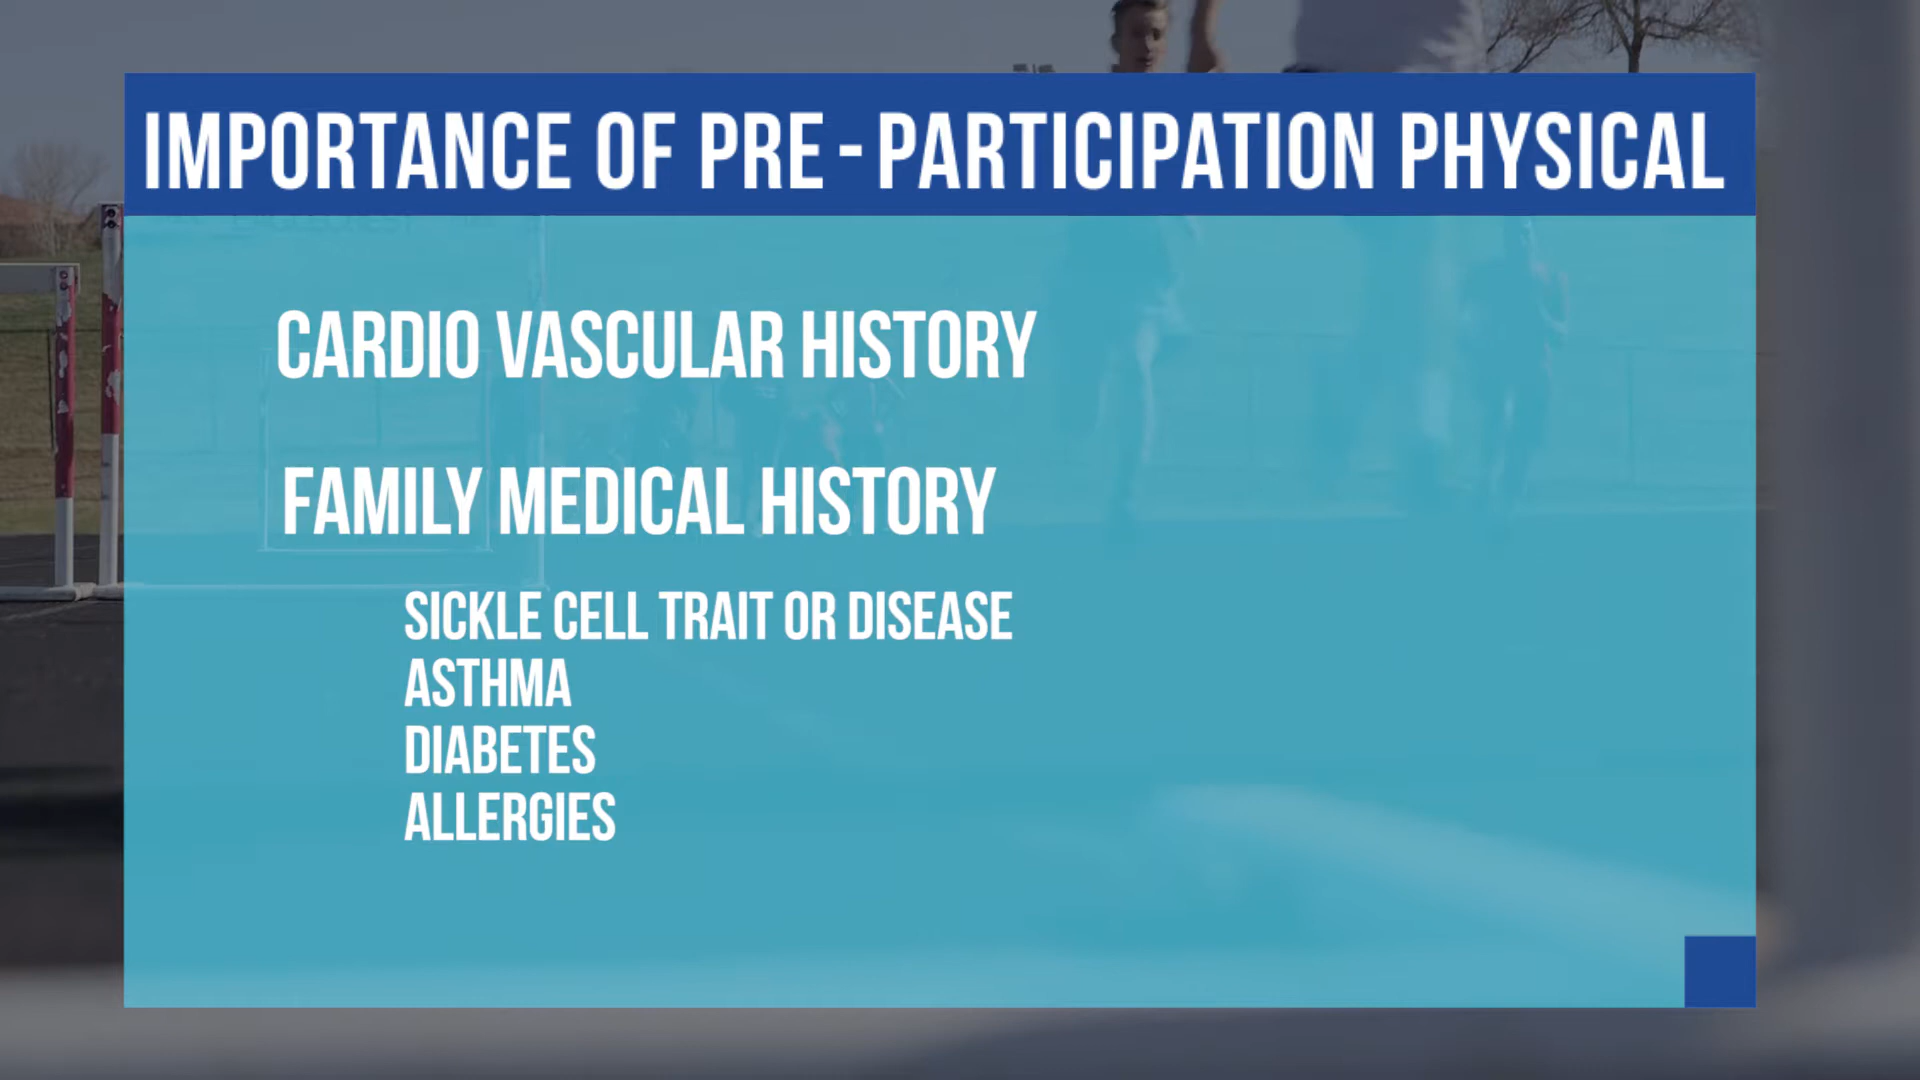 IMPORTANCE OF PRE-PARTICIPATION PHYSICAL
CARDIO VASCULAR HISTORY
FAMILY MEDICAL HISTORY
SICKLE CELL TRAIT OR DISEASE
ASTHMA
DIABETES
ALLERGIES